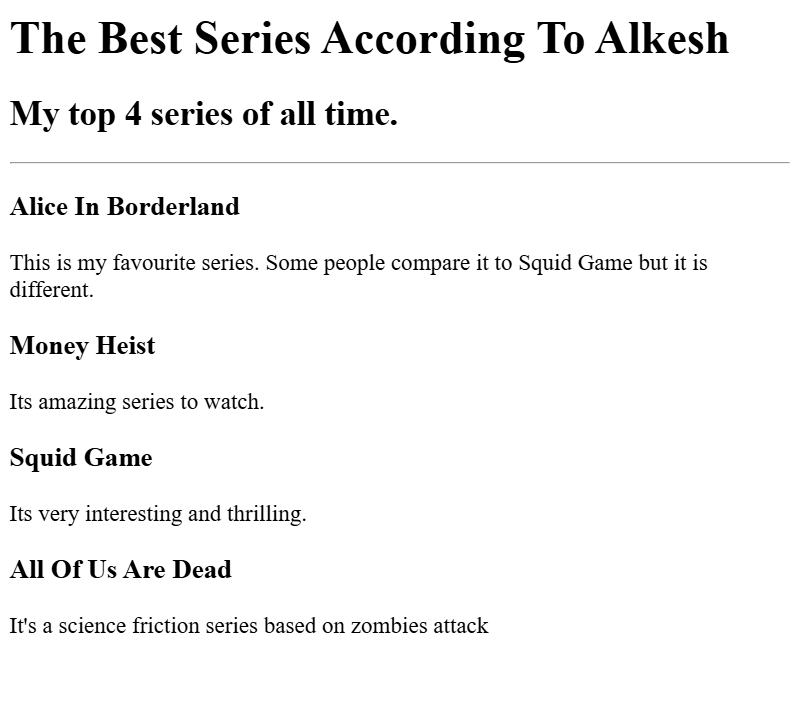 The Best Series According To Alkesh
My top 4 series of all time.
Alice In Borderland
This is my favourite series. Some people compare it to Squid Game but it is
different.
Money Heist
Its amazing series to watch.
Squid Game
Its very interesting and thrilling.
All Of Us Are Dead
It's a science friction series based on zombies attack